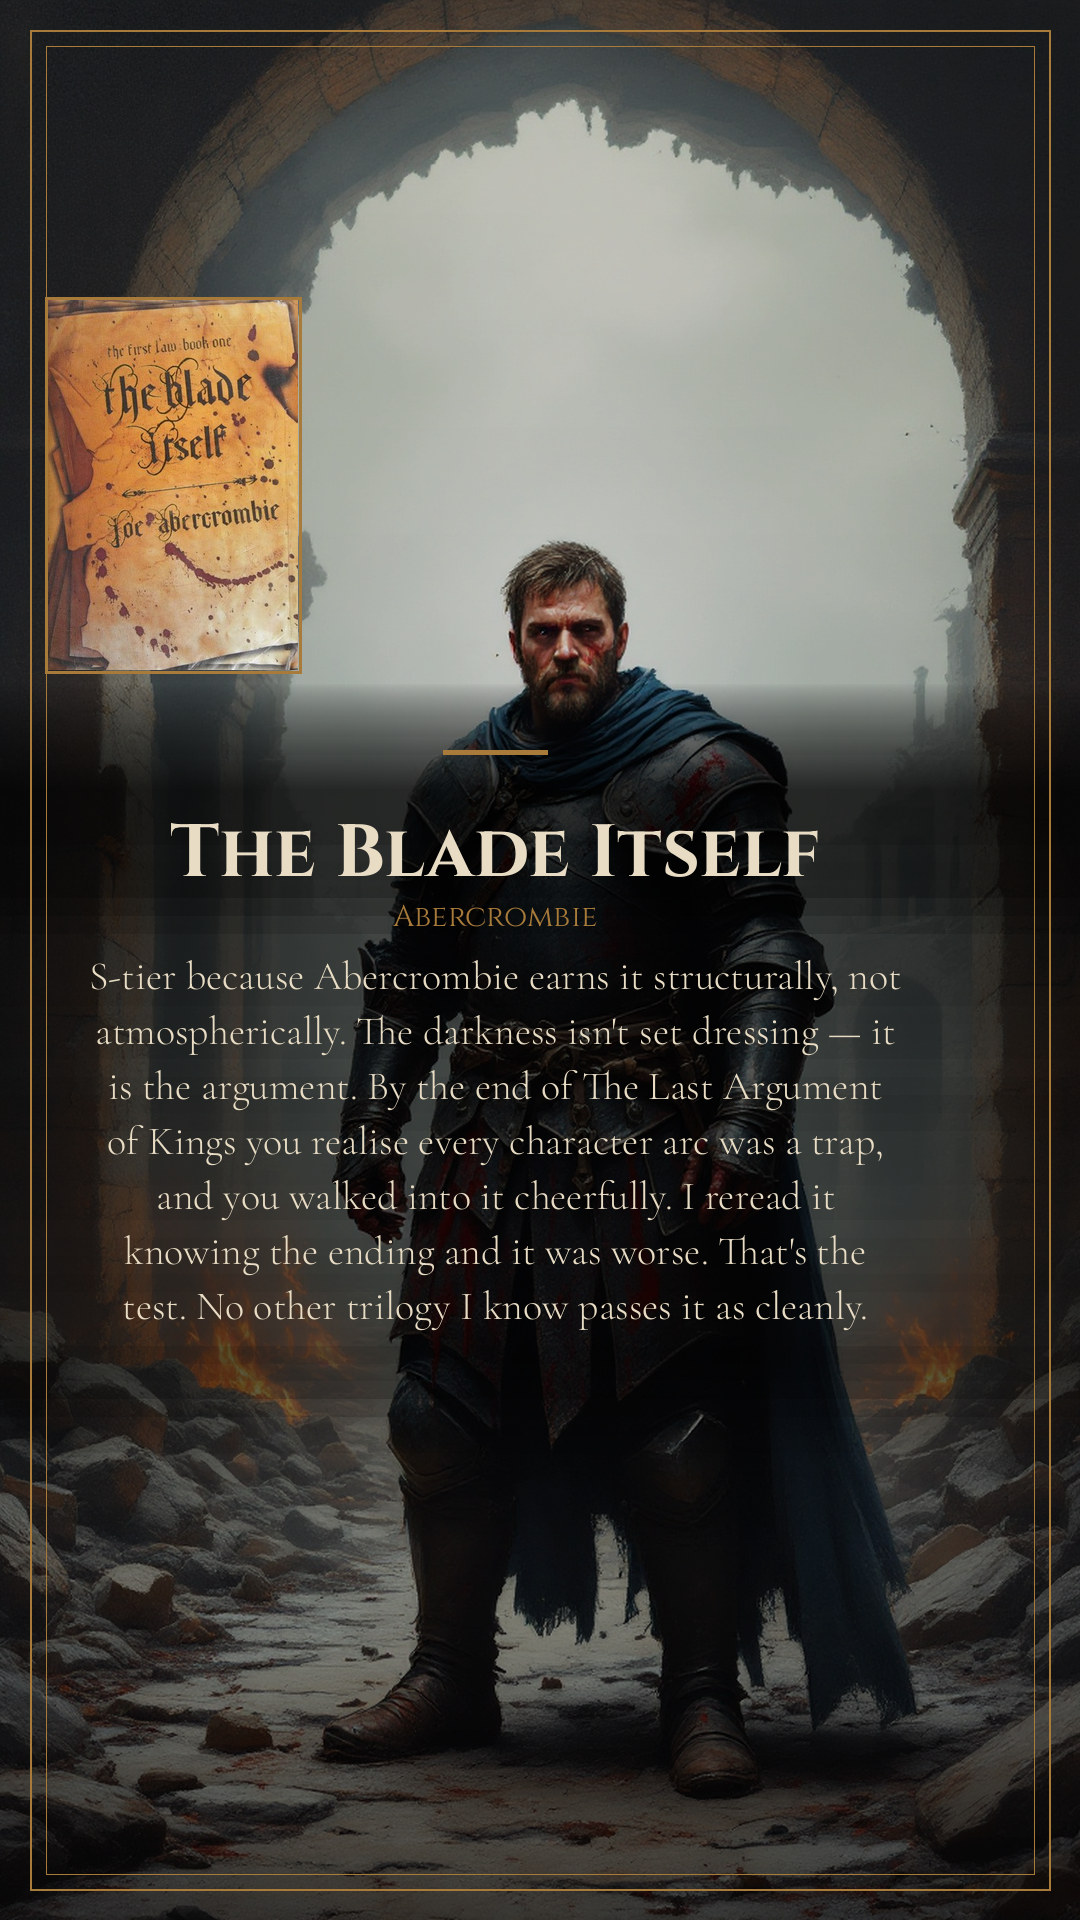 the first law: book one
the blade
itself
joe abercrombie
THE BLADE ITSELF
ABERCROMBIE
S-tier because Abercrombie earns it structurally, not
atmospherically. The darkness isn't set dressing — it
is the argument. By the end of The Last Argument
of Kings you realise every character arc was a trap,
and you walked into it cheerfully. I reread it
knowing the ending and it was worse. That's the
test. No other trilogy I know passes it as cleanly.